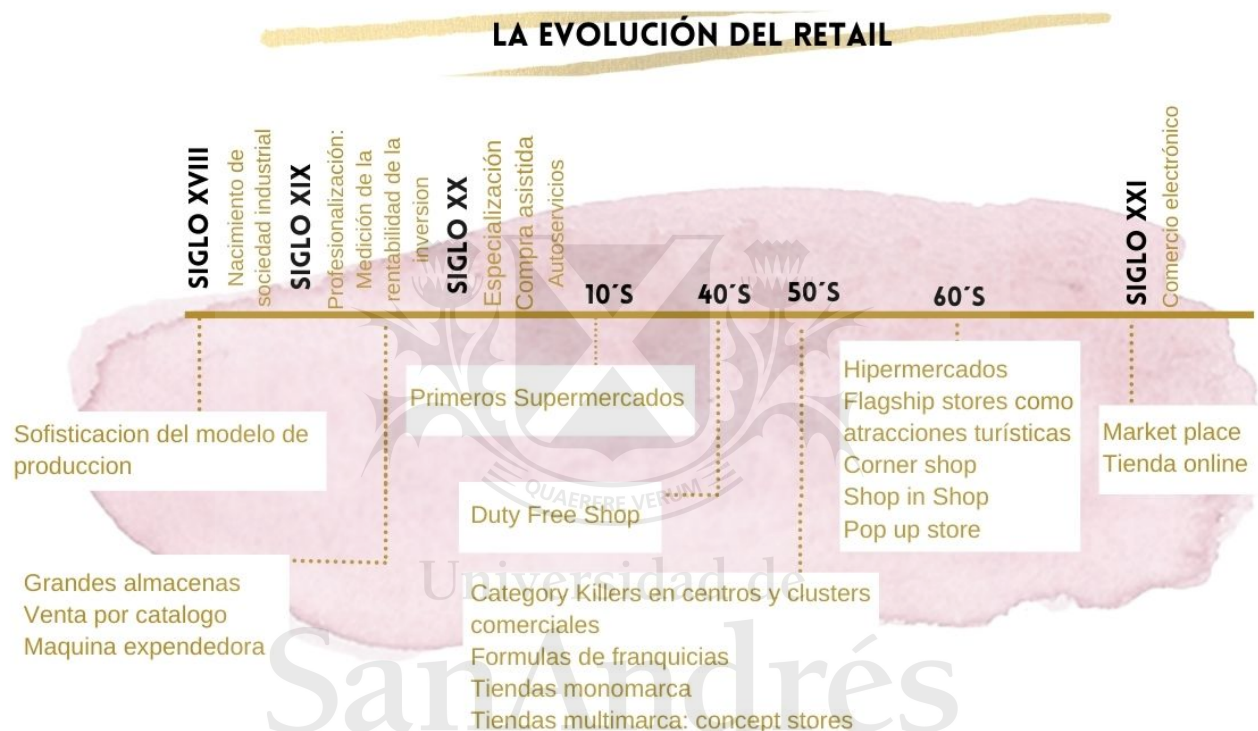 LA EVOLUCIÓN DEL RETAIL
SIGLO XVIII
Nacimiento de
sociedad industrial
SIGLO XIX
Profesionalización:
Medición de la
rentabilidad de la
inversion
SIGLO XX
Especialización
Compra asistida
Autoservicios
10´S
40´S
50´S
60´S
SIGLO XXI
Comercio electrónico
Sofisticacion del modelo de
produccion
Grandes almacenas
Venta por catalogo
Maquina expendedora
Primeros Supermercados
Duty Free Shop
Category Killers en centros y clusters
comerciales
Formulas de franquicias
Tiendas monomarca
Tiendas multimarca: concept stores
Hipermercados
Flagship stores como
atracciones turísticas
Corner shop
Shop in Shop
Pop up store
Market place
Tienda online
QUAERERE VERUM
Universidad de
SanAndrés